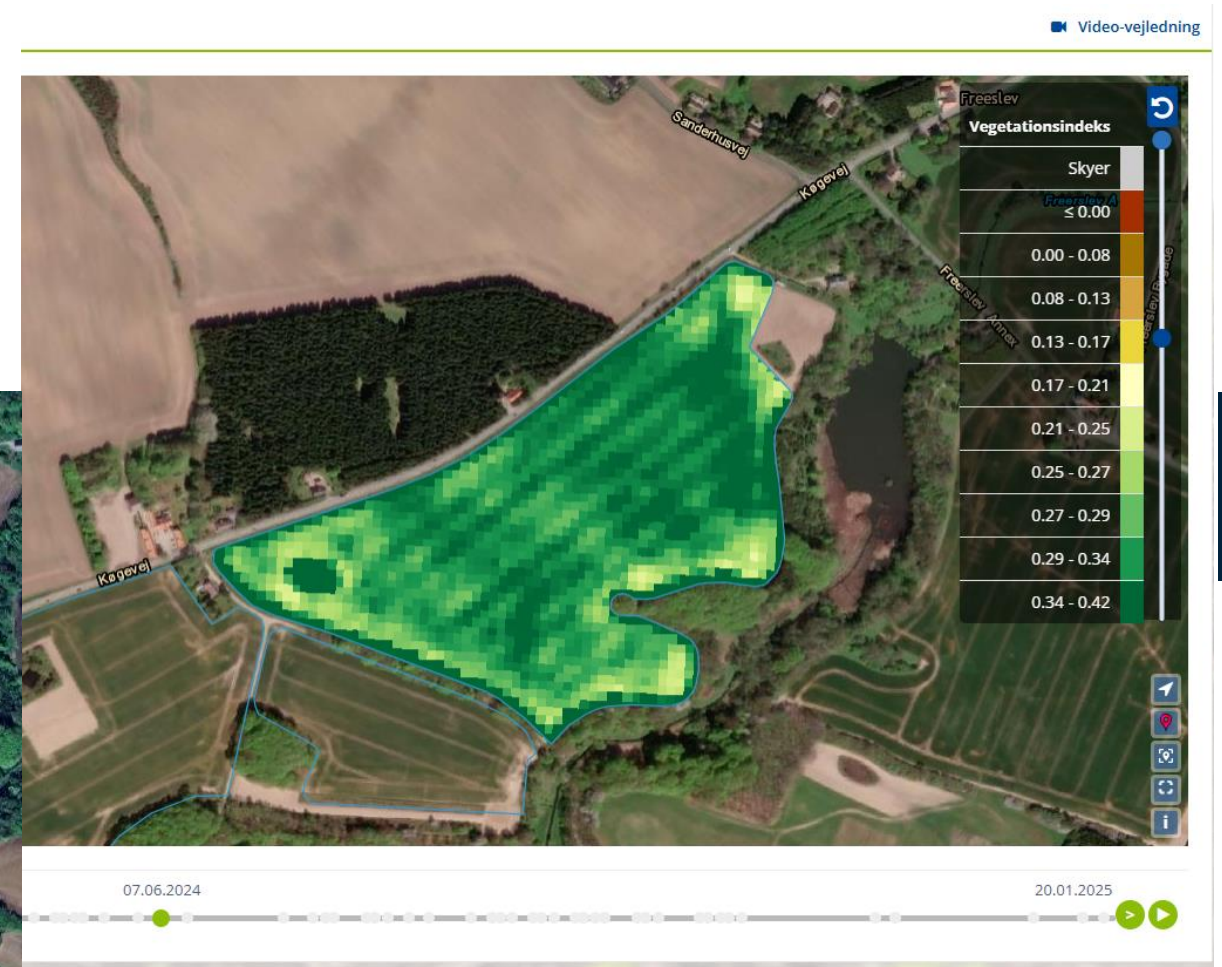 Video-vejledning
Freeslev
Vegetationsindeks
Skyer
≤ 0.00
0.00 - 0.08
0.08 - 0.13
0.13 - 0.17
0.17 - 0.21
0.21 - 0.25
0.25 - 0.27
0.27 - 0.29
0.29 - 0.34
0.34 - 0.42
Sanderhusvej
Køgevej
Freerslev A
Freerslev Annex
Køgevej
07.06.2024
20.01.2025